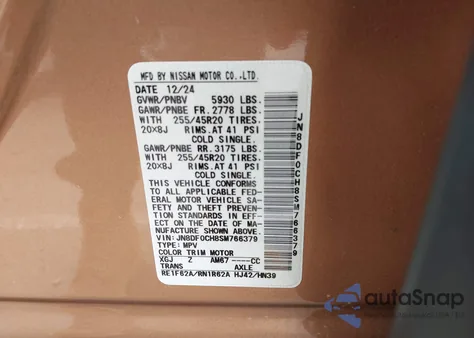 MFD BY NISSAN MOTOR CO.,LTD.
DATE 12/24
GVWR/PNBV 5930 LBS.
GAWR/PNBE FR. 2778 LBS.
WITH 255/45R20 TIRES.
20X8J RIMS. AT 41 PSI
COLD SINGLE.
GAWR/PNBE RR. 3175 LBS.
WITH 255/45R20 TIRES.
20X8J RIMS. AT 41 PSI
COLD SINGLE.
THIS VEHICLE CONFORMS
TO ALL APPLICABLE FED-
ERAL MOTOR VEHICLE SA-
FETY AND THEFT PREVEN-
TION STANDARDS IN EFF-
ECT ON THE DATE OF MA-
NUFACTURE SHOWN ABOVE.
VIN:JN8DF0CH8SM766379
TYPE: MPV
COLOR TRIM MOTOR
XGJ Z AM67 ----CC
TRANS. AXLE
RE1F62A/RN1R62A HJ42/HN39
JN8DF0CH8SM766379
autoSnap